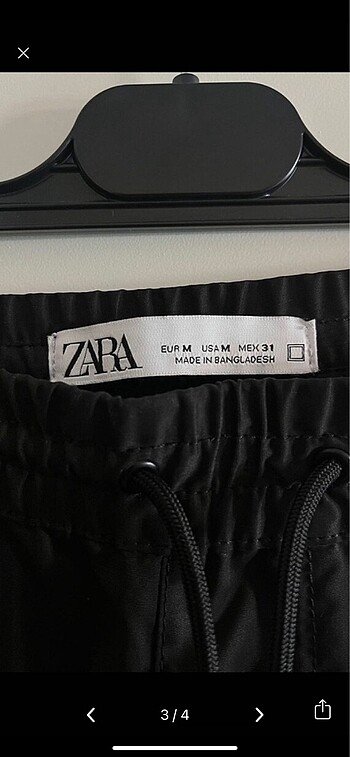 ZARA
EUR M USA M MEX 31
MADE IN BANGLADESH
3/4